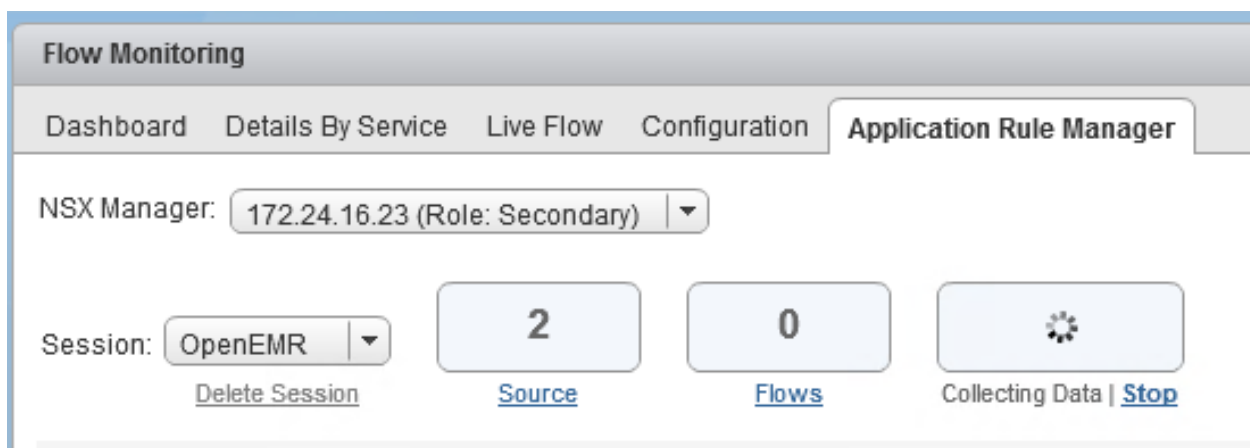 Flow Monitoring
Dashboard Details By Service Live Flow Configuration Application Rule Manager
NSX Manager: 172.24.16.23 (Role: Secondary)
2 0
Session: OpenEMR
Delete Session Source Flows Collecting Data | Stop